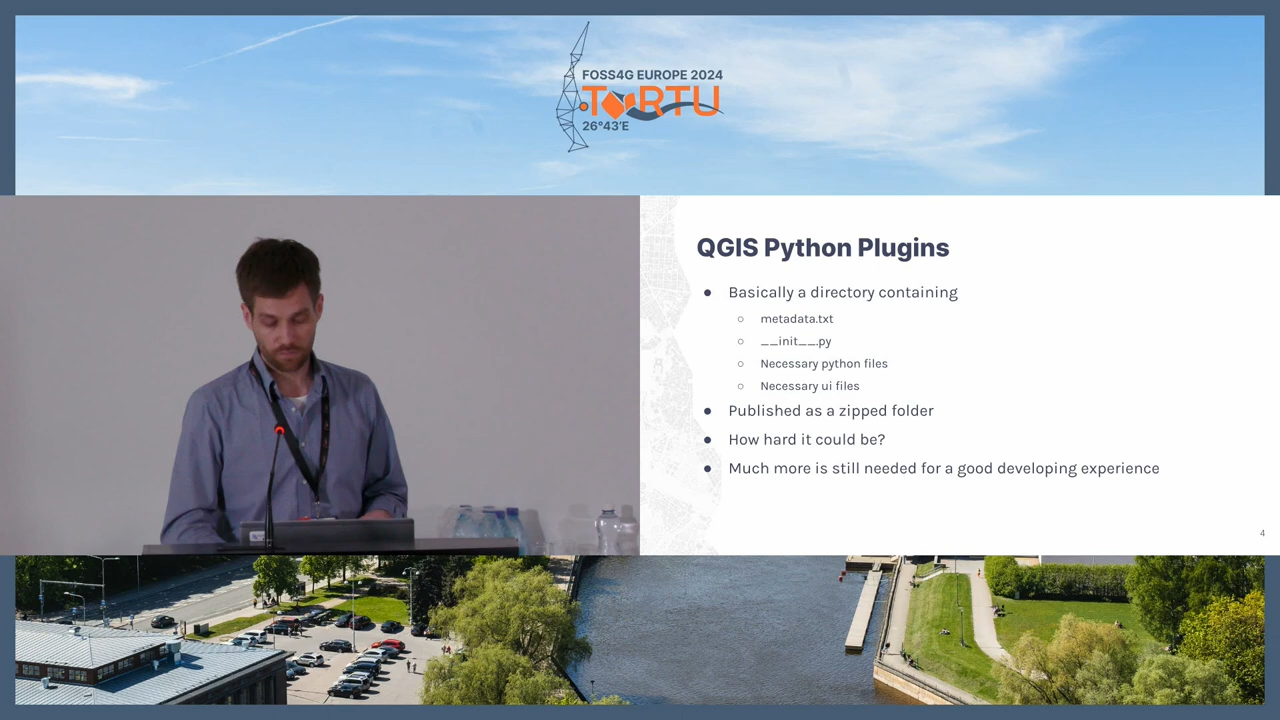 FOSS4G EUROPE 2024
TARTU
26°43'E
QGIS Python Plugins
● Basically a directory containing
○ metadata.txt
○ __init__.py
○ Necessary python files
○ Necessary ui files
● Published as a zipped folder
● How hard it could be?
● Much more is still needed for a good developing experience
4